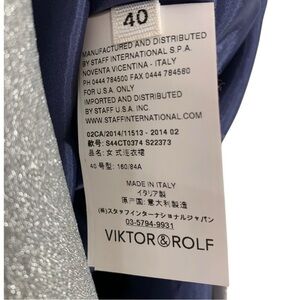 40
MANUFACTURED AND DISTRIBUTED
BY STAFF INTERNATIONAL S.P.A.
NOVENTA VICENTINA - ITALY
PH 0444 784500 FAX 0444 784560
FOR U.S.A. ONLY
IMPORTED AND DISTRIBUTED
BY STAFF U.S.A. INC.
WWW.STAFFINTERNATIONAL.COM
02CA/2014/11513 - 2014 02
款号: S44CT0374 S22373
品名: 女式连衣裙
40 号型: 160/84A
MADE IN ITALY
イタリア製
原产国: 意大利製造
(株)スタッフインターナショナルジャパン
03-5794-9931
VIKTOR&ROLF